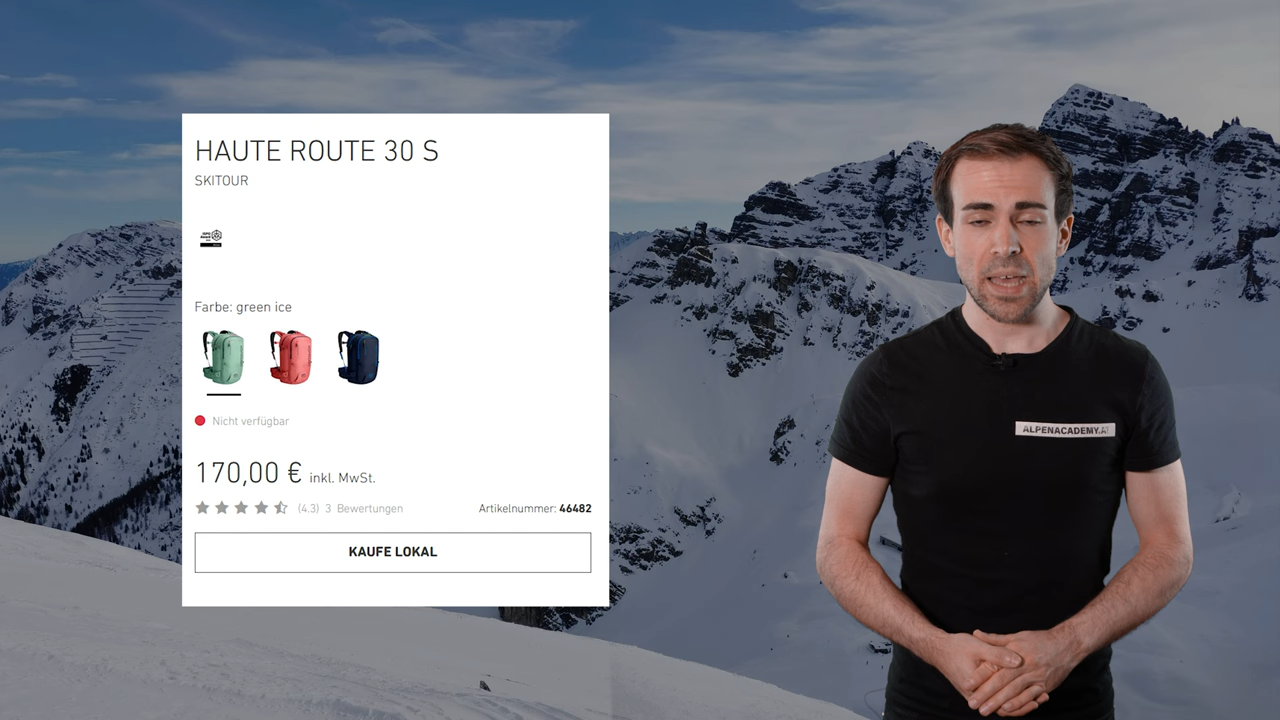 HAUTE ROUTE 30 S
SKITOUR
Farbe: green ice
Nicht verfügbar
170,00 € inkl. MwSt.
(4.3) 3 Bewertungen
Artikelnummer: 46482
KAUFE LOKAL
ALPENACADEMY.AT